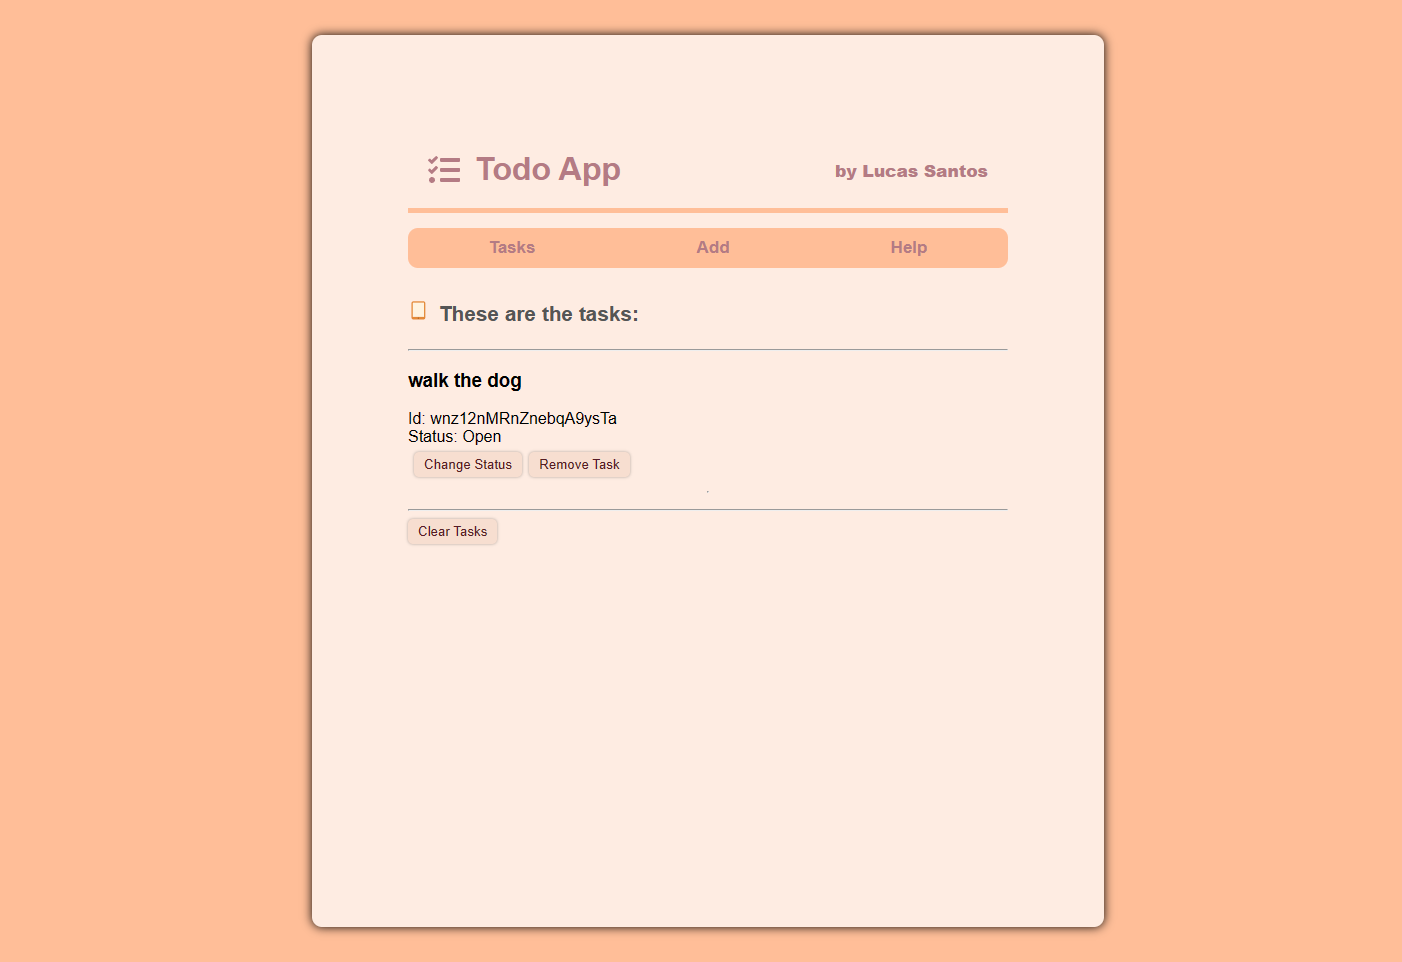 Todo App
by Lucas Santos
Tasks Add Help
These are the tasks:
walk the dog
Id: wnz12nMRnZnebqA9ysTa
Status: Open
Change Status Remove Task
Clear Tasks